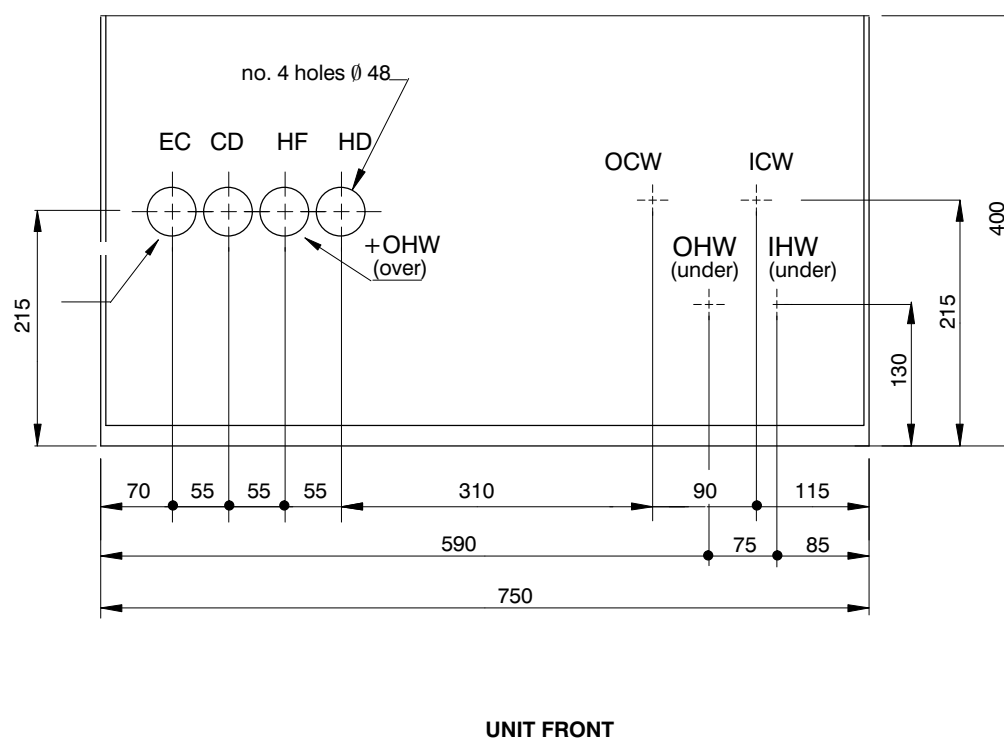 no. 4 holes Ø 48
EC CD HF HD
OCW ICW
+OHW
(over)
OHW IHW
(under) (under)
215
400
215
130
70 55 55 55 310 90 115
590 75 85
750
UNIT FRONT